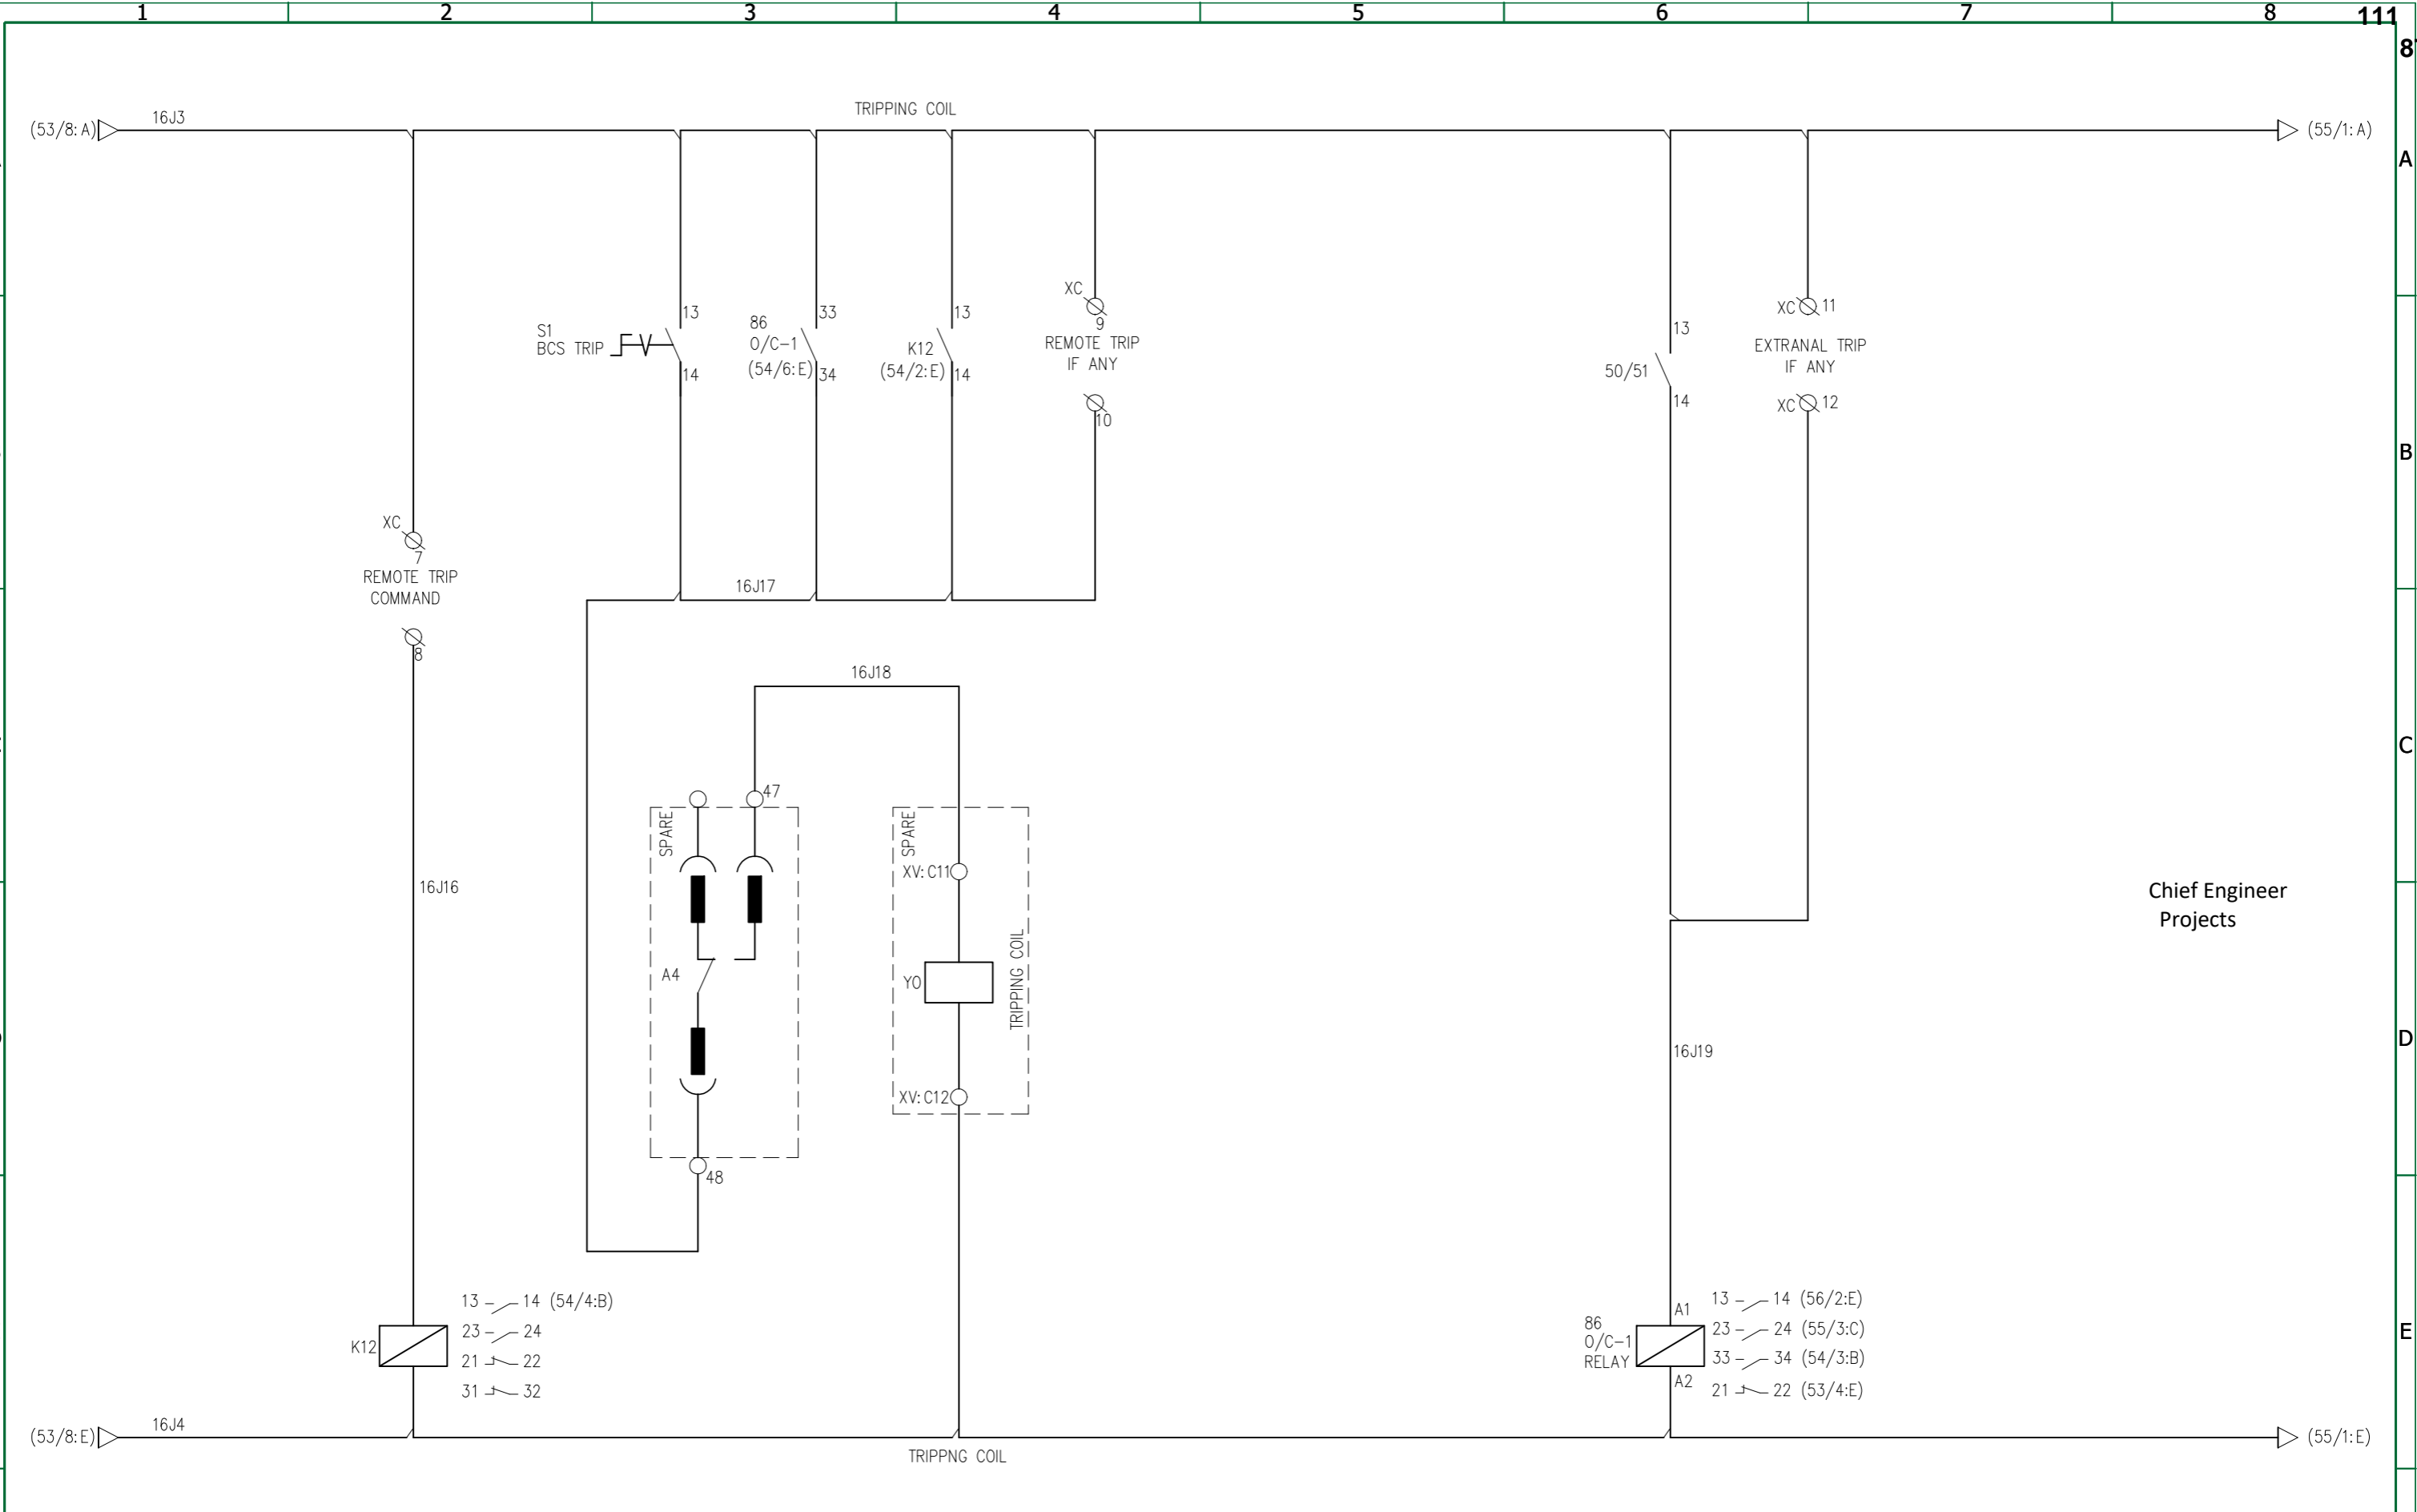 1 2 3 4 5 6 7 8 111
8
TRIPPING COIL
(53/8:A) 16J3 (55/1:A)
A
XC
9
REMOTE TRIP
IF ANY
10
S1
BCS TRIP
13
14
86
O/C-1
(54/6:E)
33
34
K12
(54/2:E)
13
14
50/51
13
14
XC 11
EXTRANAL TRIP
IF ANY
XC 12
B
XC
7
REMOTE TRIP
COMMAND
8
16J17
16J18
C
47
SPARE
SPARE
XV:C11
16J16
Chief Engineer
Projects
A4
Y0
TRIPPING COIL
D
16J19
XV:C12
48
K12
13 14 (54/4:B)
23 24
21 22
31 32
86
O/C-1
RELAY
A1
A2
13 14 (56/2:E)
23 24 (55/3:C)
33 34 (54/3:B)
21 22 (53/4:E)
E
(53/8:E) 16J4 (55/1:E)
TRIPPNG COIL